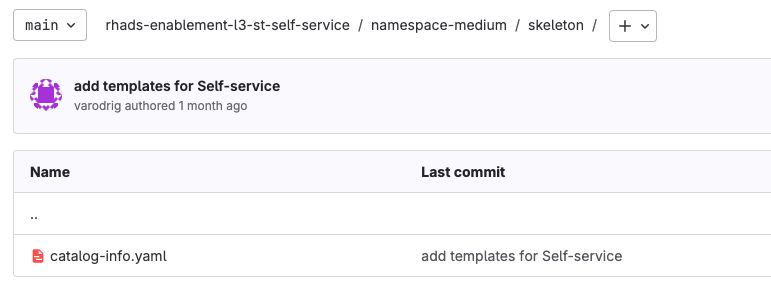 main rhads-enablement-l3-st-self-service / namespace-medium / skeleton / +
add templates for Self-service
varodrig authored 1 month ago
Name Last commit
..
catalog-info.yaml add templates for Self-service